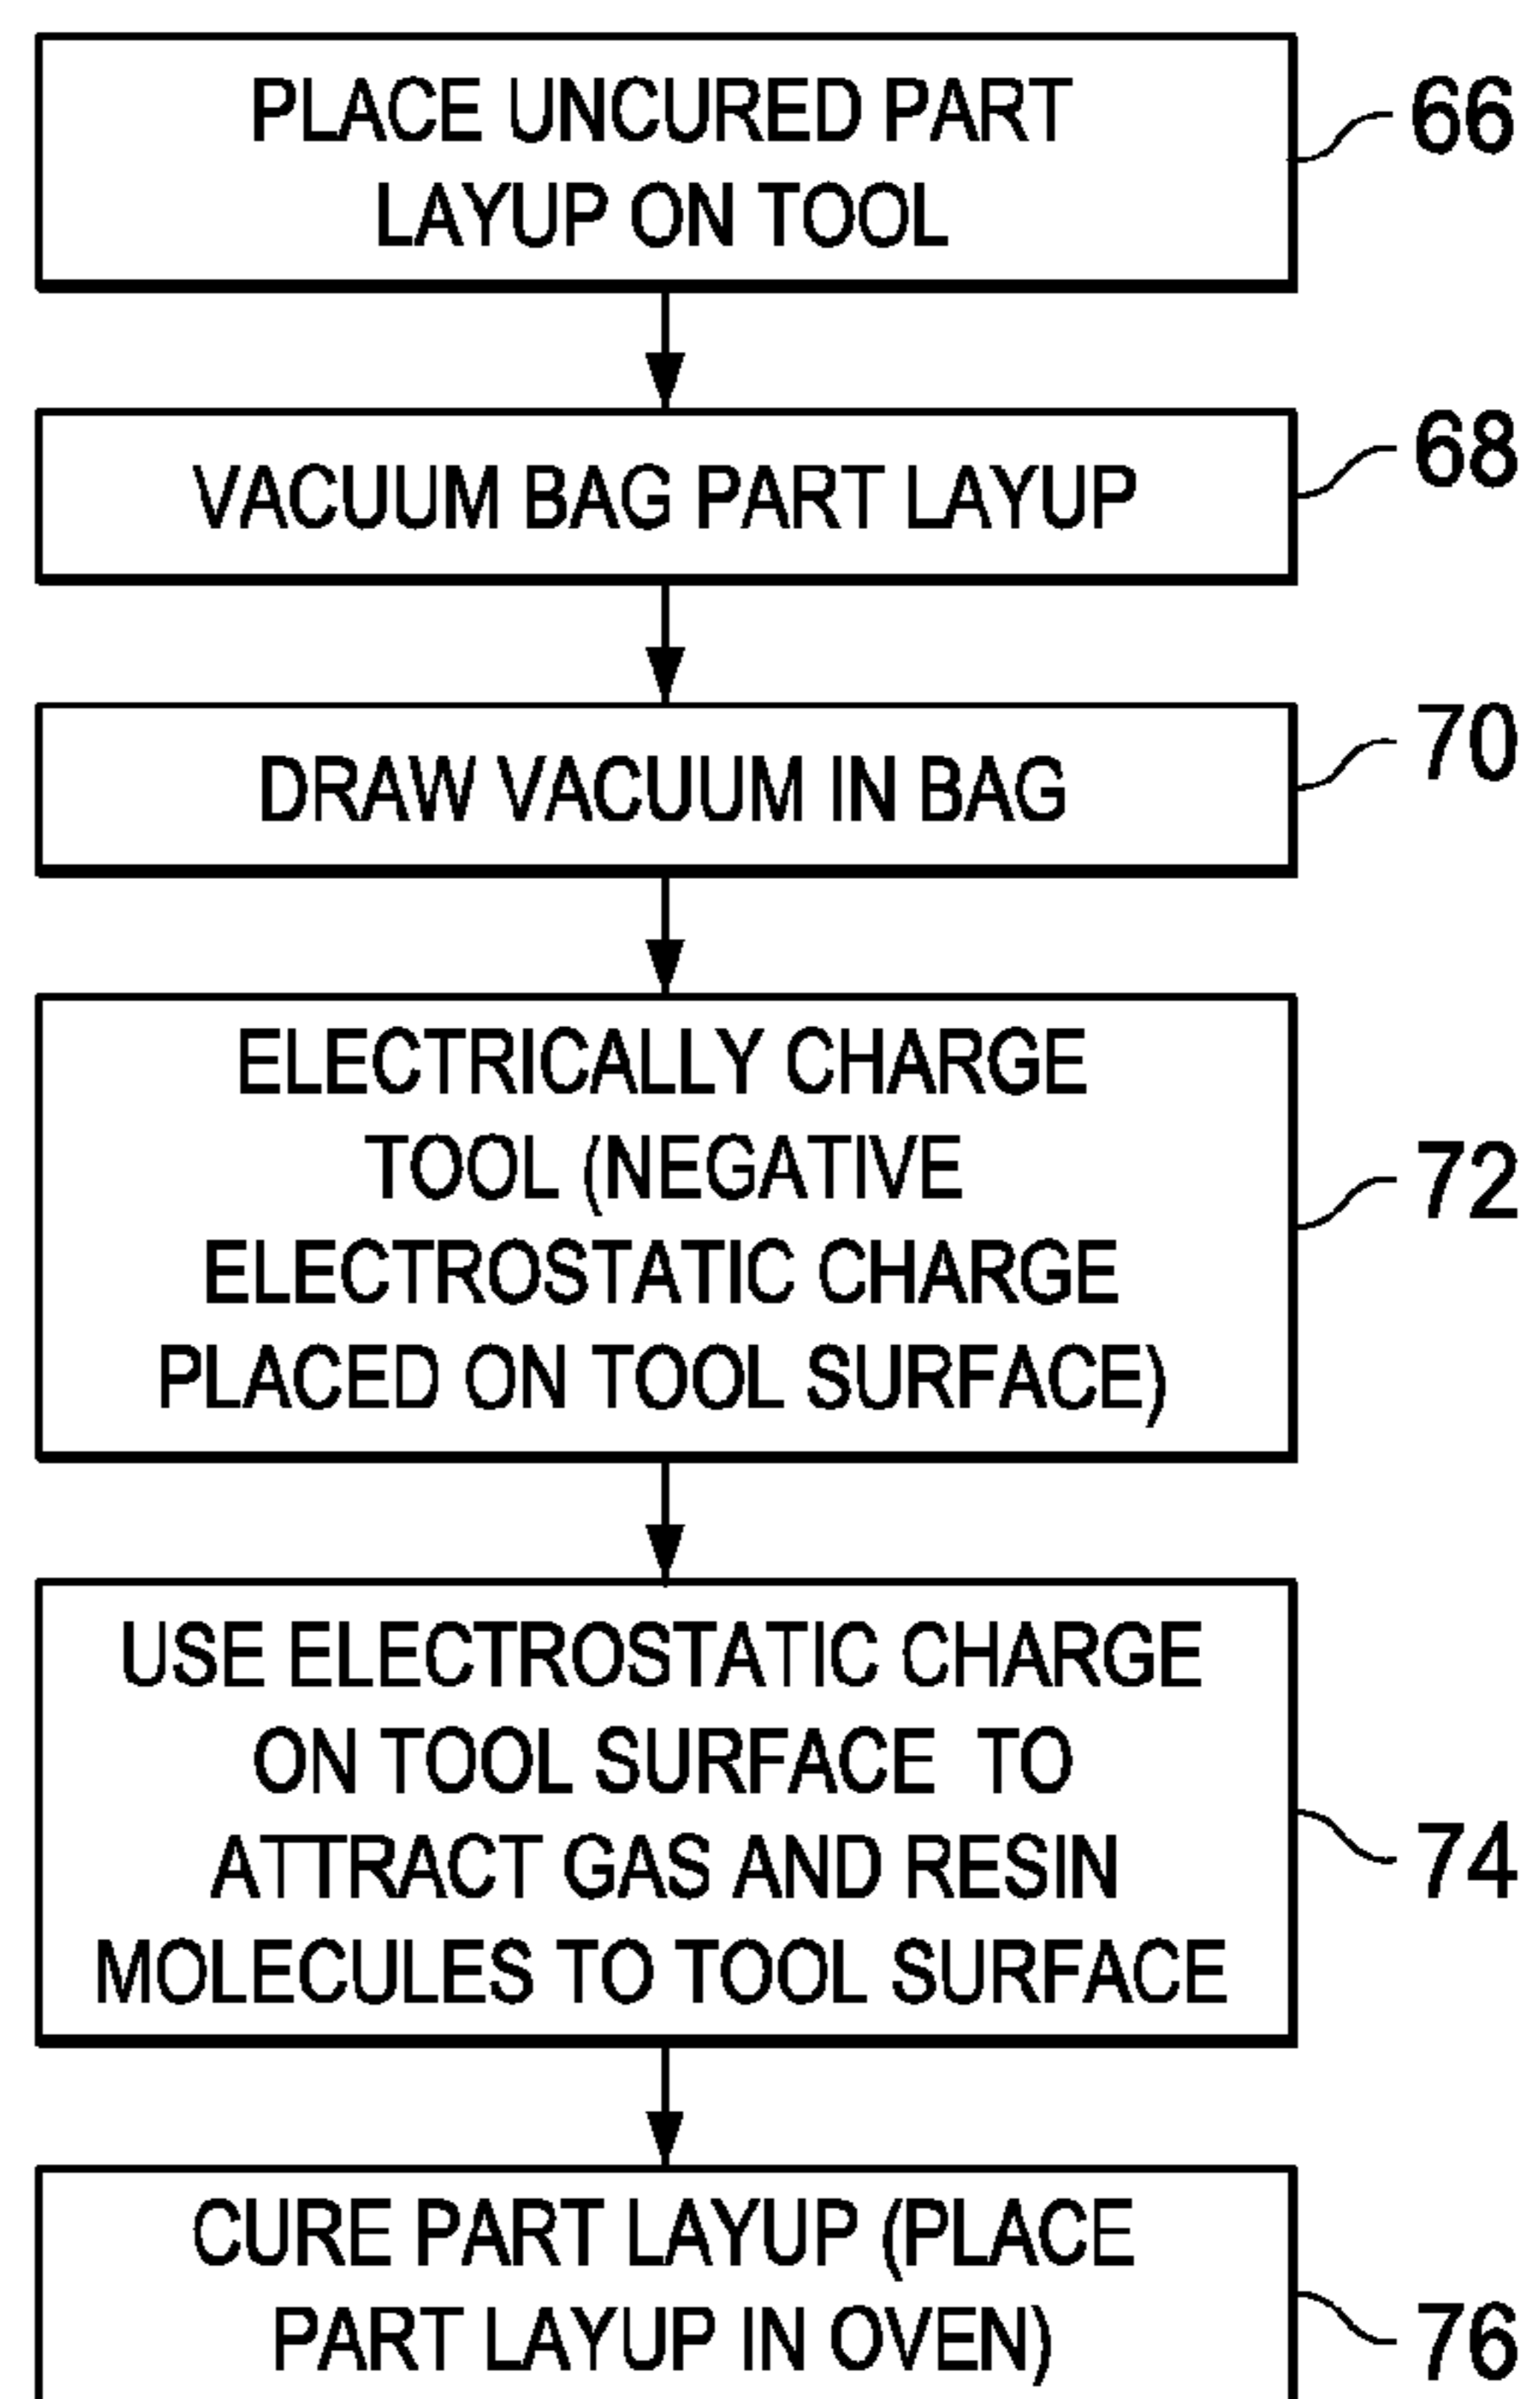 PLACE UNCURED PART
LAYUP ON TOOL
66
VACUUM BAG PART LAYUP
68
DRAW VACUUM IN BAG
70
ELECTRICALLY CHARGE
TOOL (NEGATIVE
ELECTROSTATIC CHARGE
PLACED ON TOOL SURFACE)
72
USE ELECTROSTATIC CHARGE
ON TOOL SURFACE TO
ATTRACT GAS AND RESIN
MOLECULES TO TOOL SURFACE
74
CURE PART LAYUP (PLACE
PART LAYUP IN OVEN)
76